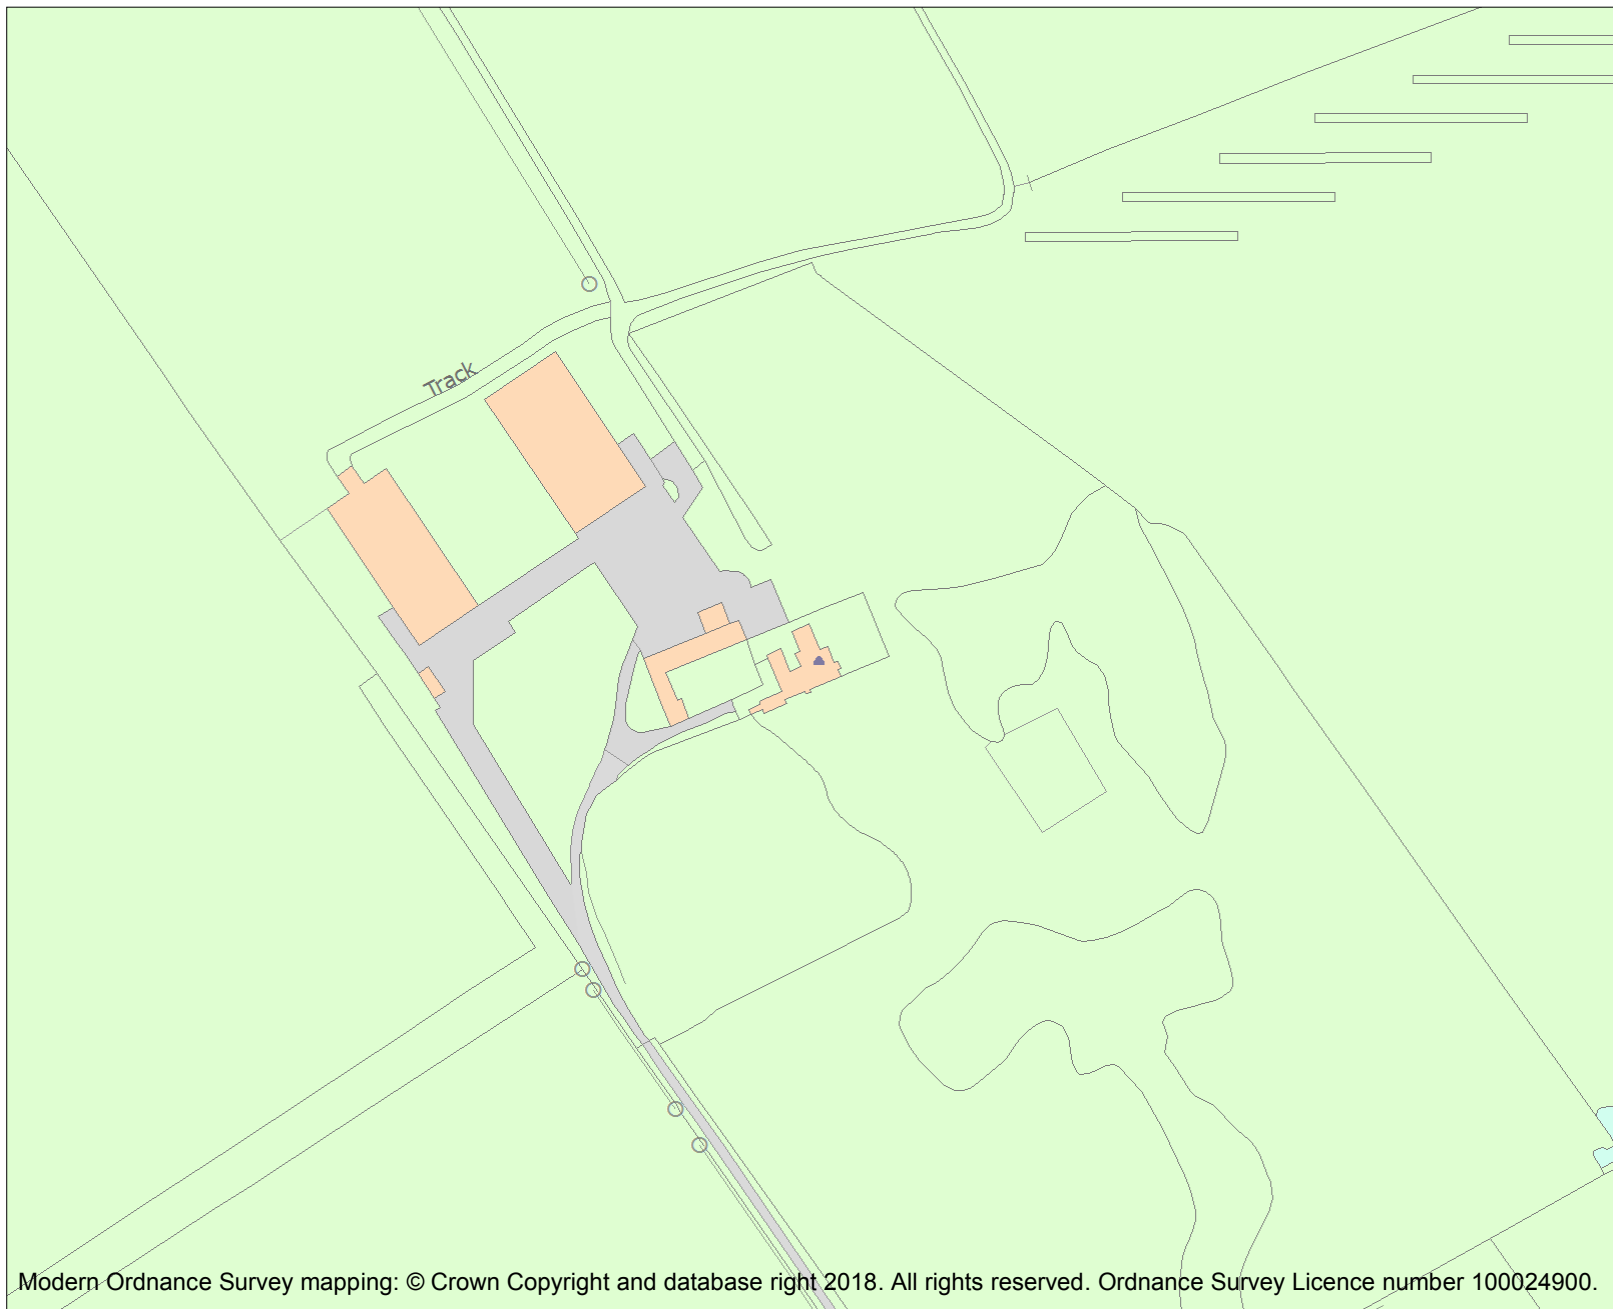 Track
Modern Ordnance Survey mapping: © Crown Copyright and database right 2018. All rights reserved. Ordnance Survey Licence number 100024900.